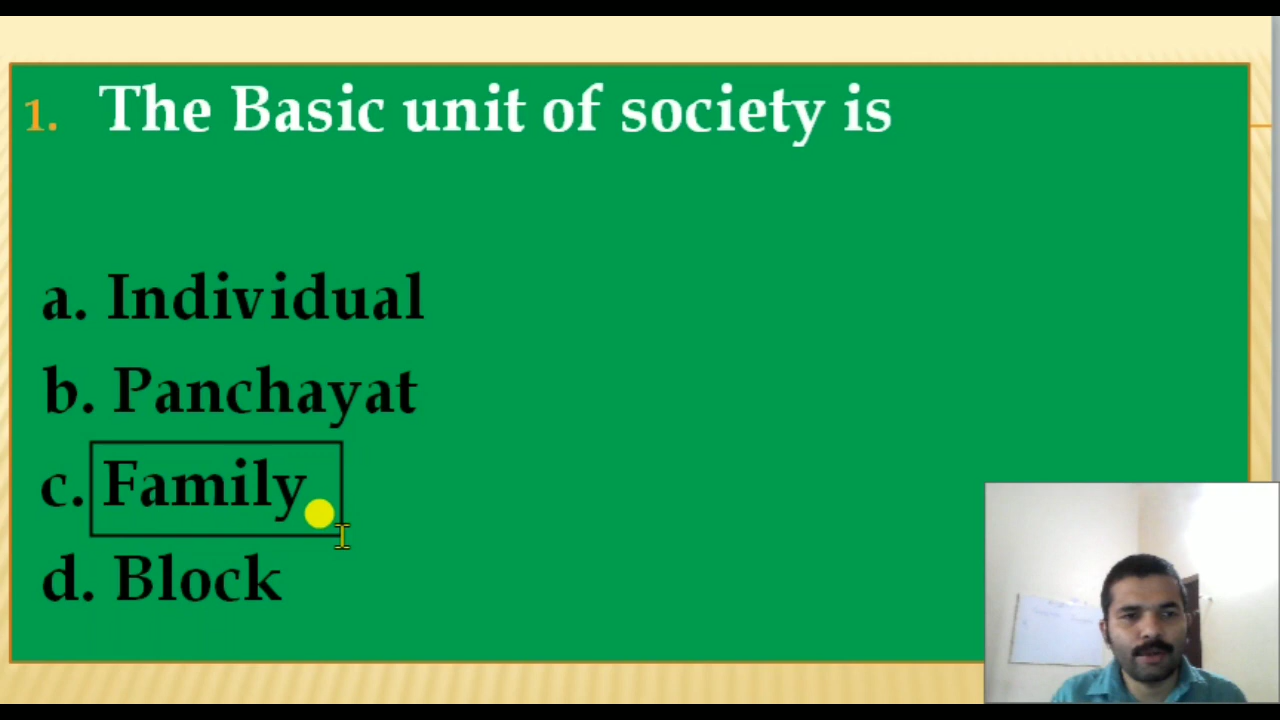 1. The Basic unit of society is
a. Individual
b. Panchayat
c. Family
d. Block